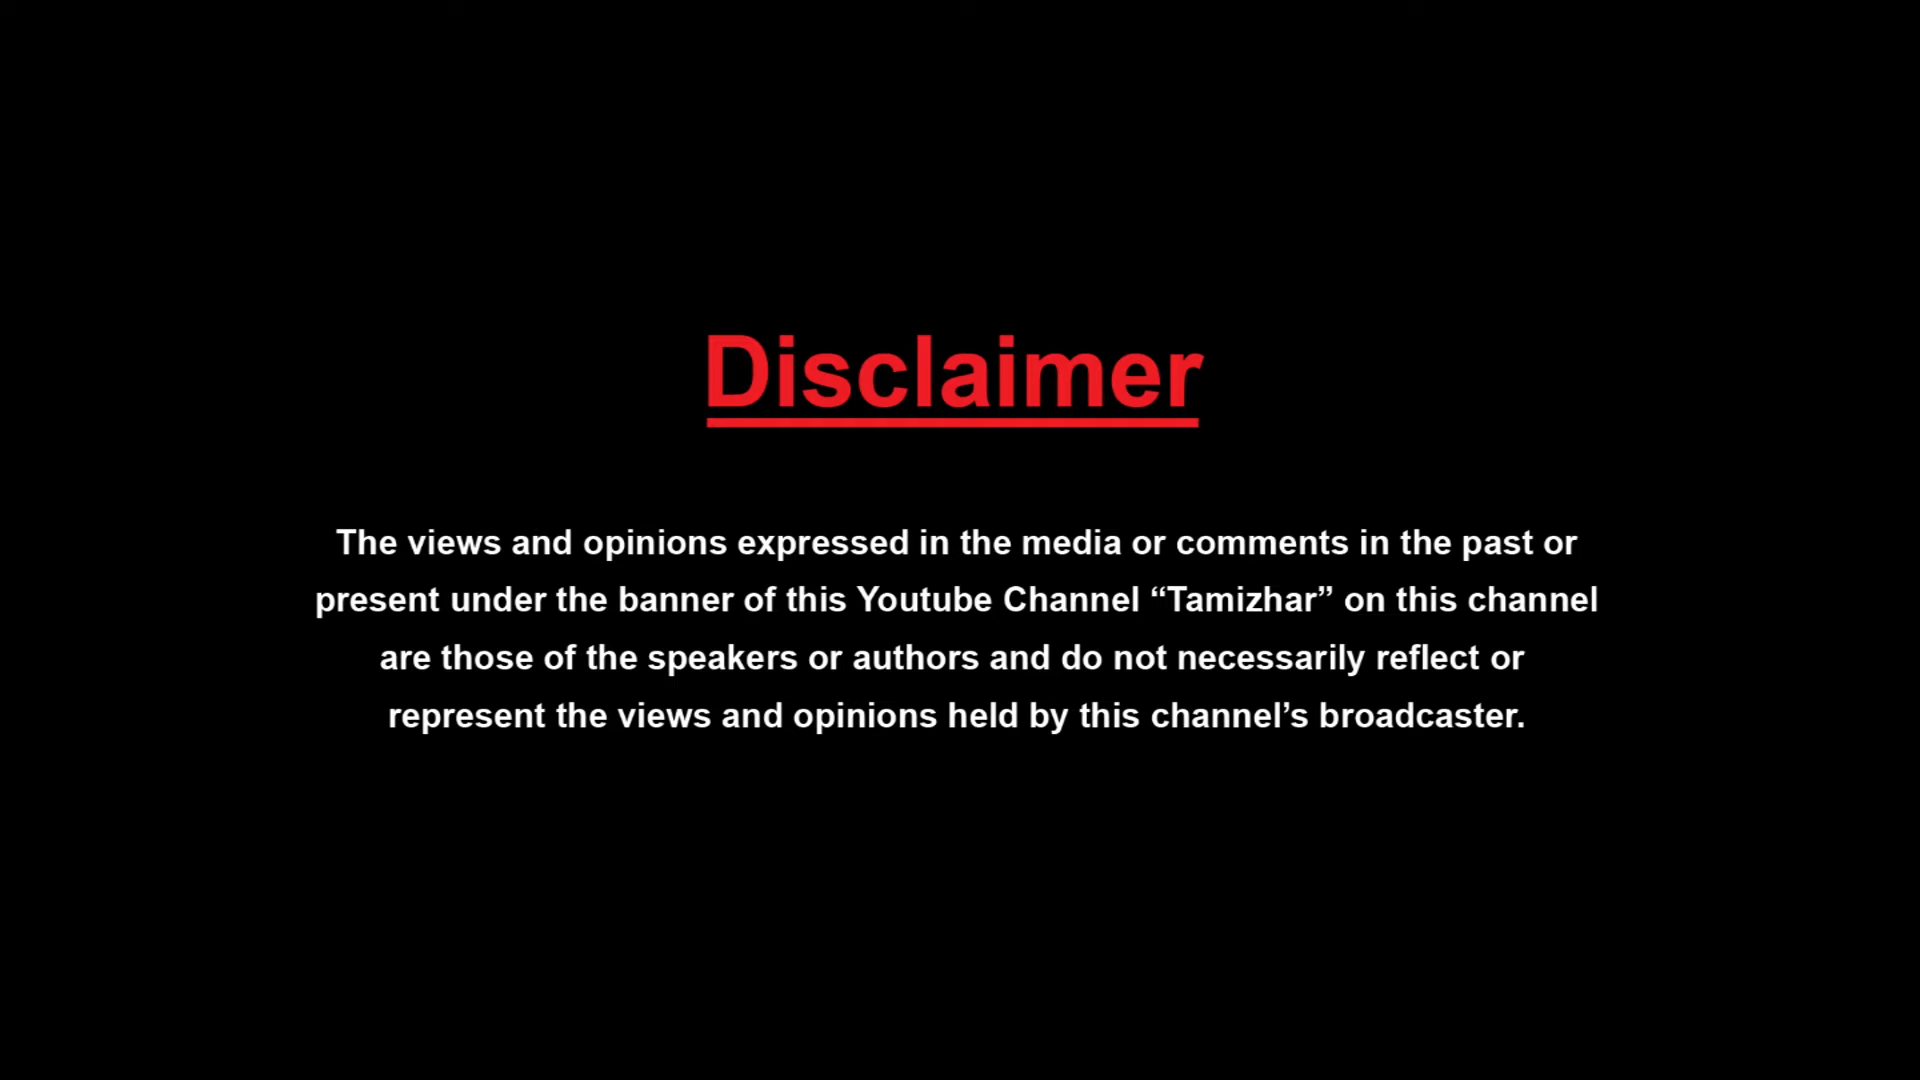 Disclaimer
The views and opinions expressed in the media or comments in the past or
present under the banner of this Youtube Channel “Tamizhar” on this channel
are those of the speakers or authors and do not necessarily reflect or
represent the views and opinions held by this channel’s broadcaster.